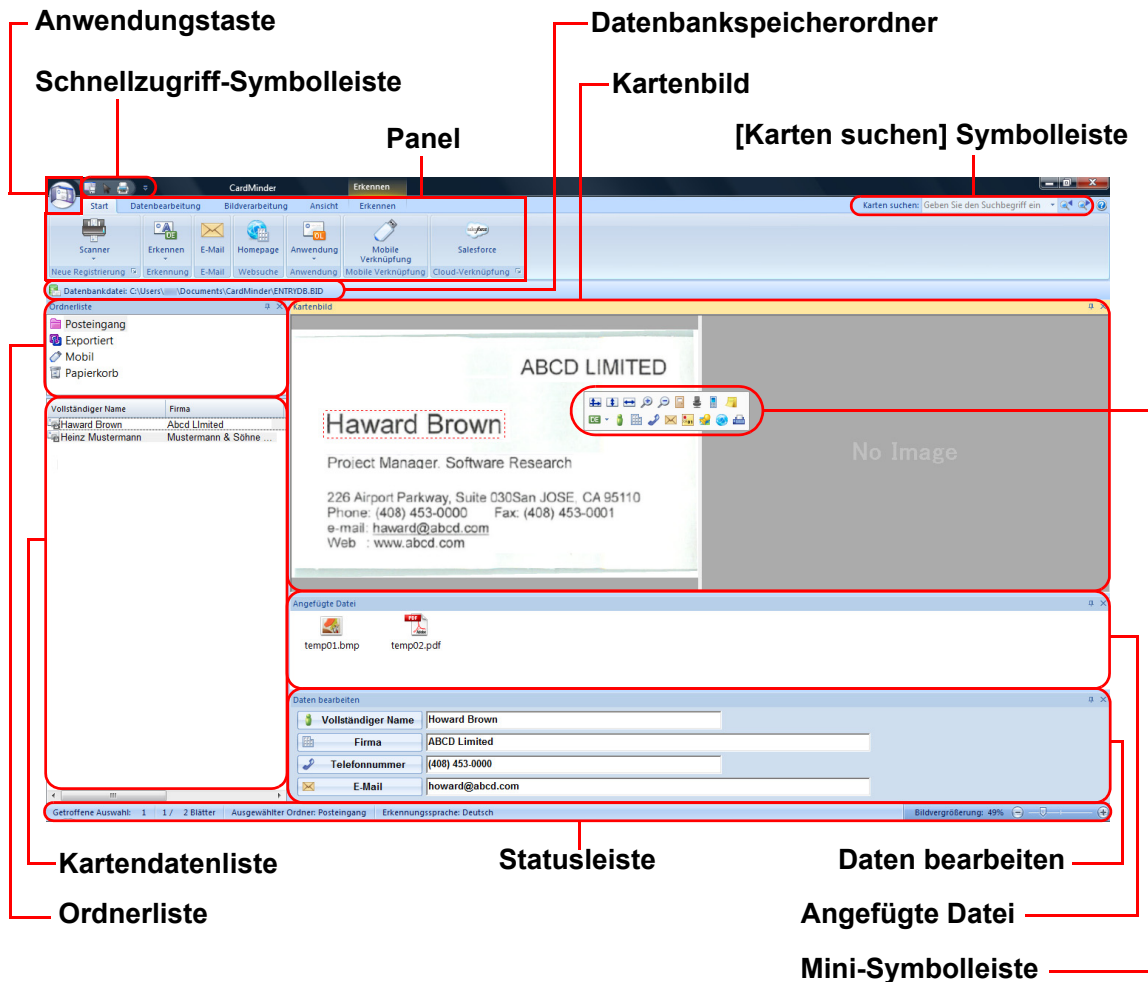 Anwendungstaste
Datenbankspeicherordner
Schnellzugriff-Symbolleiste
Kartenbild
Panel
[Karten suchen] Symbolleiste
CardMinder
Erkennen
Start Datenbearbeitung Bildverarbeitung Ansicht Erkennen
Karten suchen: Geben Sie den Suchbegriff ein
DE
OL
salesforce
Scanner Erkennen E-Mail Homepage Anwendung Mobile Verknüpfung Salesforce
Neue Registrierung Erkennung E-Mail Websuche Anwendung Mobile Verknüpfung Cloud-Verknüpfung
Datenbankdatei: C:\Users\ \Documents\CardMinder\ENTRYDB.BID
Ordnerliste
Kartenbild
Posteingang
Exportiert
Mobil
Papierkorb
Vollständiger Name Firma
Haward Brown Abcd LImited
Heinz Mustermann Mustermann & Söhne ...
ABCD LIMITED
Haward Brown
DE
Project Manager. Software Research
226 Airport Parkway, Suite 030San JOSE, CA 95110
Phone: (408) 453-0000 Fax: (408) 453-0001
e-mail: haward@abcd.com
Web : www.abcd.com
No Image
Angefügte Datei
PDF
Adobe
temp01.bmp temp02.pdf
Daten bearbeiten
Vollständiger Name Howard Brown
Firma ABCD Limited
Telefonnummer (408) 453-0000
E-Mail howard@abcd.com
Getroffene Auswahl: 1 1 / 2 Blätter Ausgewählter Ordner: Posteingang Erkennungssprache: Deutsch Bildvergrößerung: 49%
Kartendatenliste
Statusleiste
Daten bearbeiten
Ordnerliste
Angefügte Datei
Mini-Symbolleiste